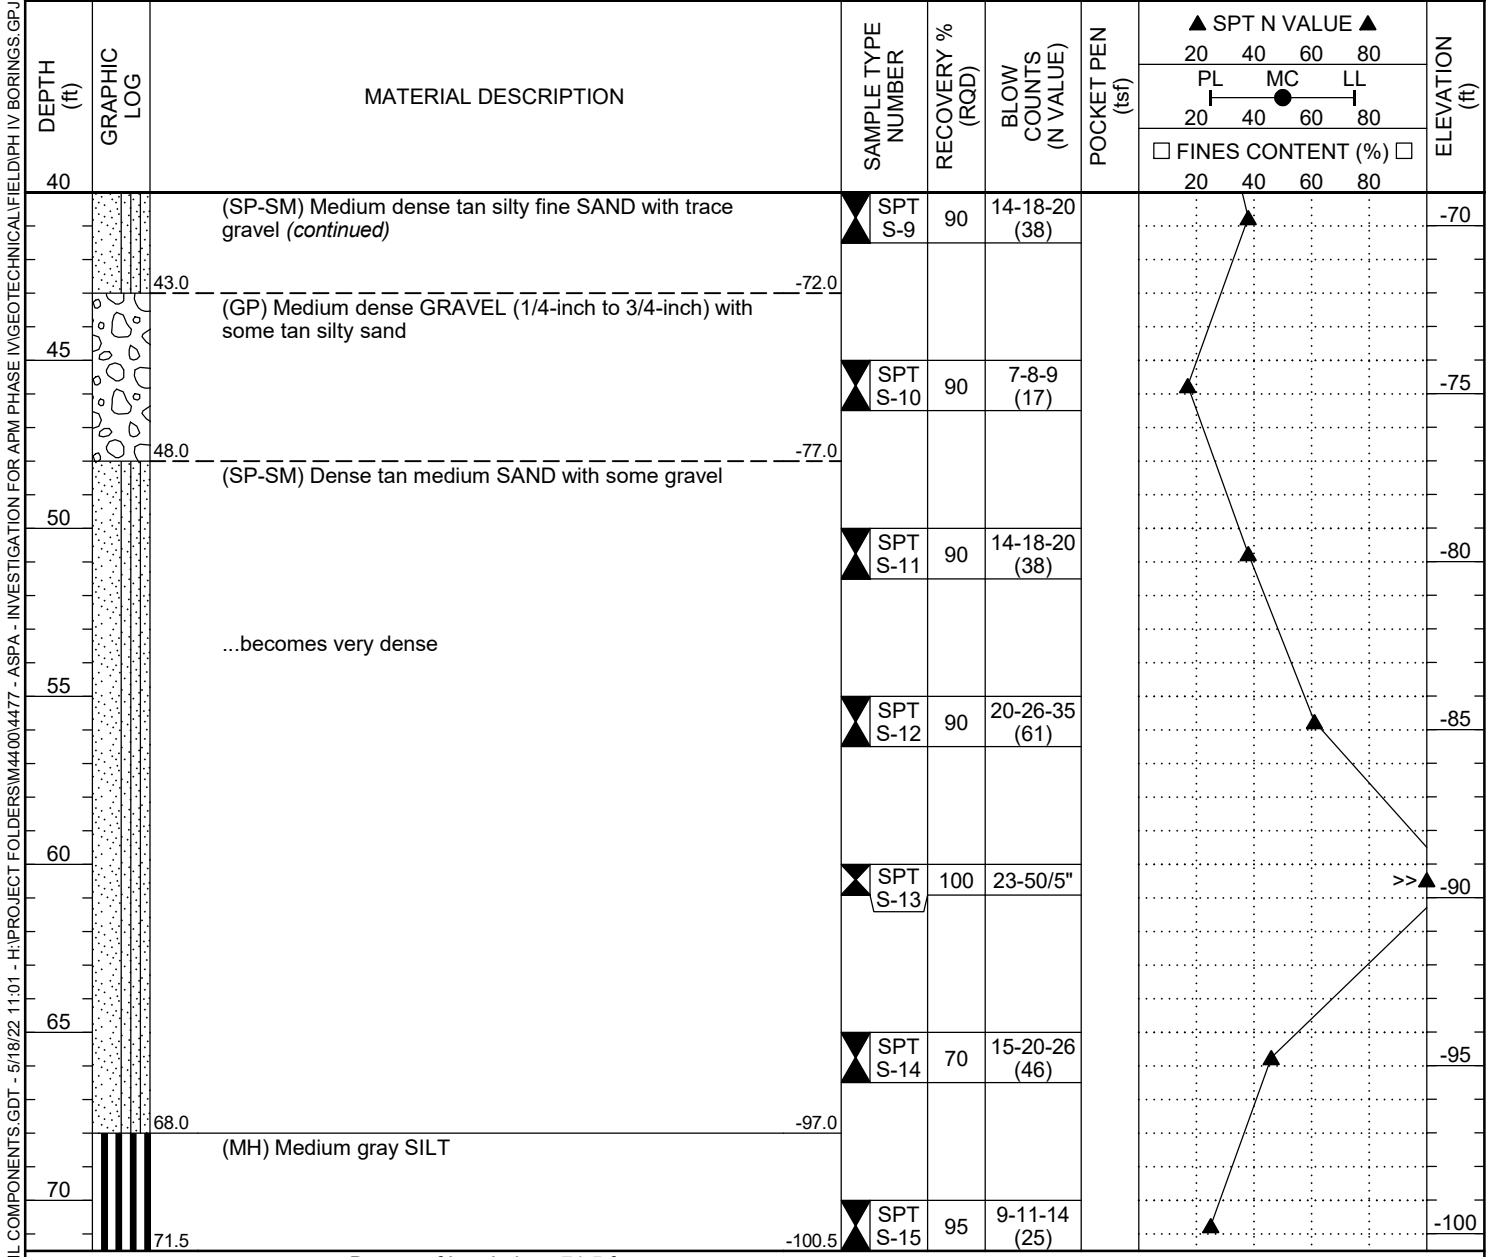 IL COMPONENTS.GDT - 5/18/22 11:01 - H:\PROJECT FOLDERS\M4400\4477 - ASPA - INVESTIGATION FOR APM PHASE IV\GEOTECHNICAL\FIELD\PH IV BORINGS.GPJ
DEPTH (ft)
GRAPHIC LOG
MATERIAL DESCRIPTION
SAMPLE TYPE NUMBER
RECOVERY % (RQD)
BLOW COUNTS (N VALUE)
POCKET PEN (tsf)
▲ SPT N VALUE ▲
20 40 60 80
PL MC LL
20 40 60 80
□ FINES CONTENT (%) □
20 40 60 80
ELEVATION (ft)
40
(SP-SM) Medium dense tan silty fine SAND with trace
gravel (continued)
SPT S-9 90 14-18-20 (38)
-70
43.0 -72.0
(GP) Medium dense GRAVEL (1/4-inch to 3/4-inch) with
some tan silty sand
45
SPT S-10 90 7-8-9 (17)
-75
48.0 -77.0
(SP-SM) Dense tan medium SAND with some gravel
50
SPT S-11 90 14-18-20 (38)
-80
...becomes very dense
55
SPT S-12 90 20-26-35 (61)
-85
60
SPT S-13 100 23-50/5"
>>▲
-90
65
SPT S-14 70 15-20-26 (46)
-95
68.0 -97.0
(MH) Medium gray SILT
70
SPT S-15 95 9-11-14 (25)
-100
71.5 -100.5